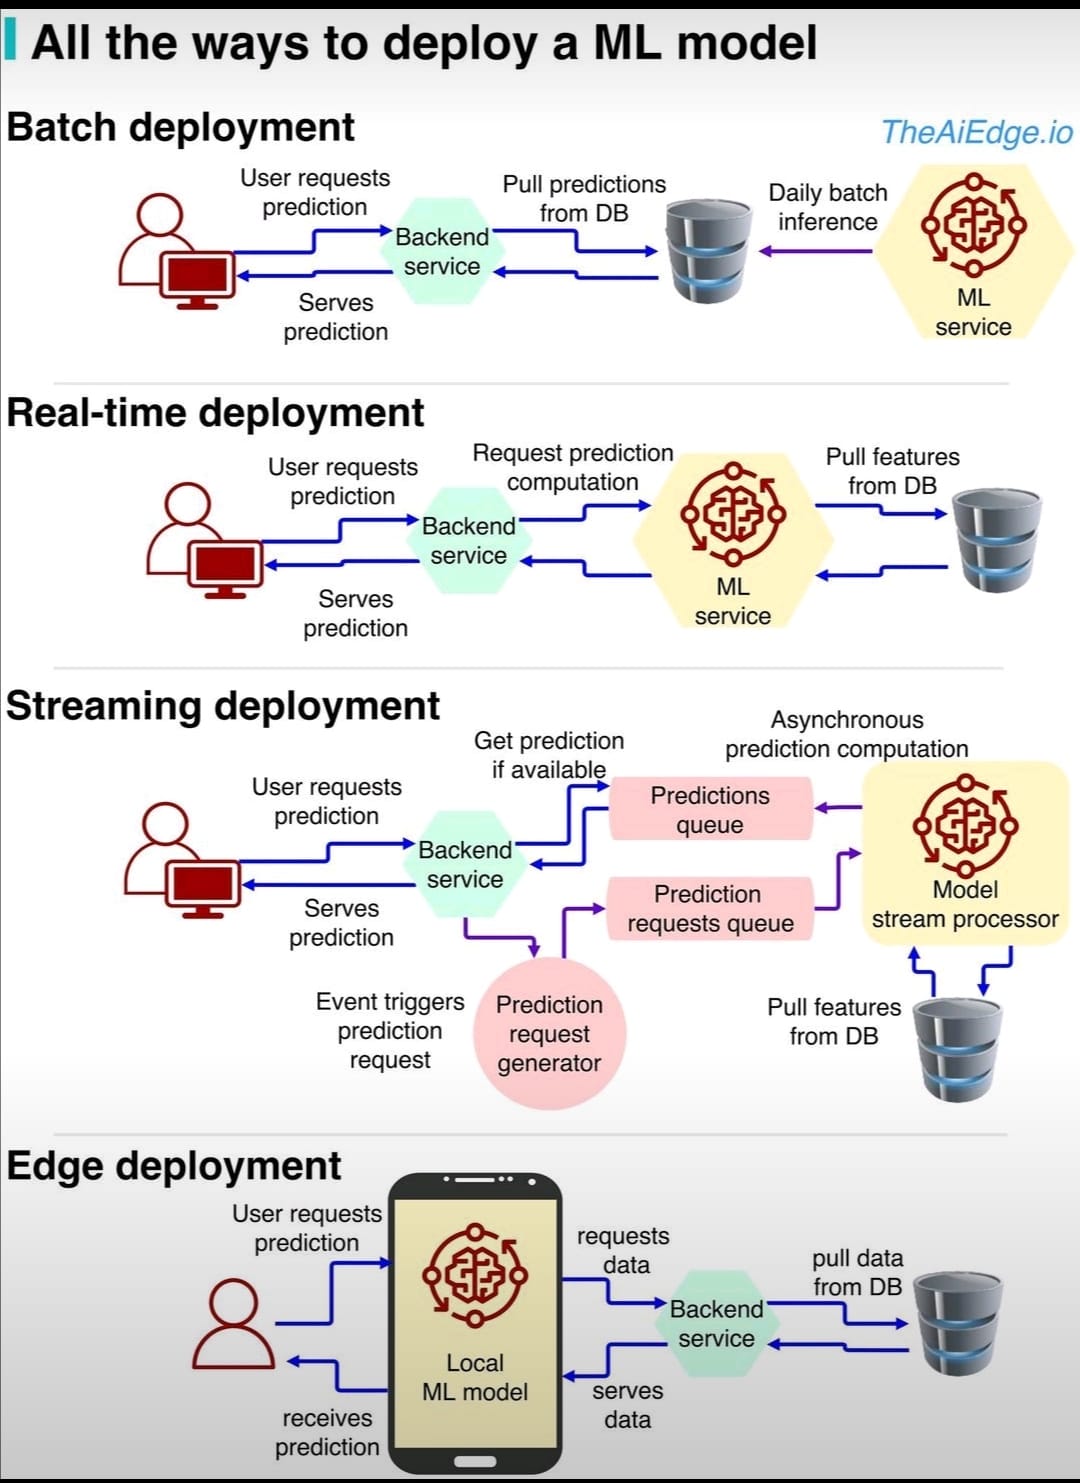 All the ways to deploy a ML model
Batch deployment
TheAiEdge.io
User requests
prediction
Pull predictions
from DB
Daily batch
inference
Backend
service
Serves
prediction
ML
service
Real-time deployment
User requests
prediction
Request prediction
computation
Pull features
from DB
Backend
service
Serves
prediction
ML
service
Streaming deployment
Get prediction
if available
Asynchronous
prediction computation
User requests
prediction
Predictions
queue
Backend
service
Serves
prediction
Prediction
requests queue
Model
stream processor
Event triggers
prediction
request
Prediction
request
generator
Pull features
from DB
Edge deployment
User requests
prediction
requests
data
pull data
from DB
Backend
service
Local
ML model
serves
data
receives
prediction